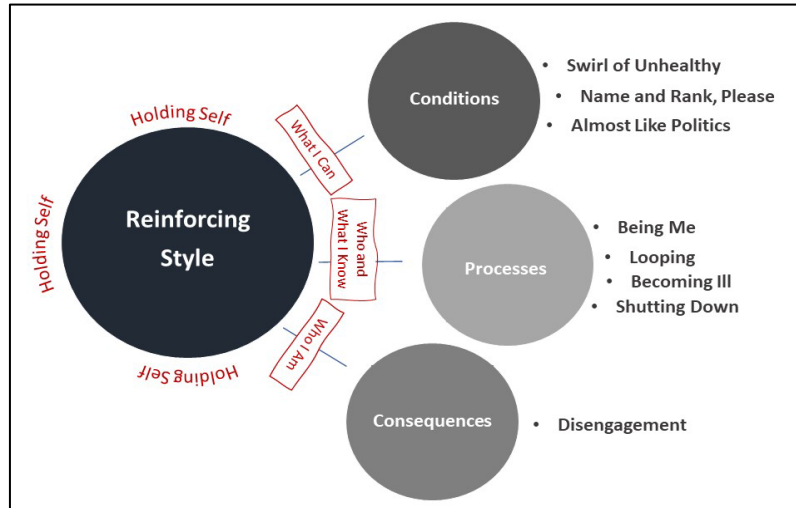 Holding Self
Holding Self
Holding Self
Reinforcing
Style
What I Can
Who and
What I Know
Who I Am
Conditions
• Swirl of Unhealthy
• Name and Rank, Please
• Almost Like Politics
Processes
• Being Me
• Looping
• Becoming Ill
• Shutting Down
Consequences
• Disengagement